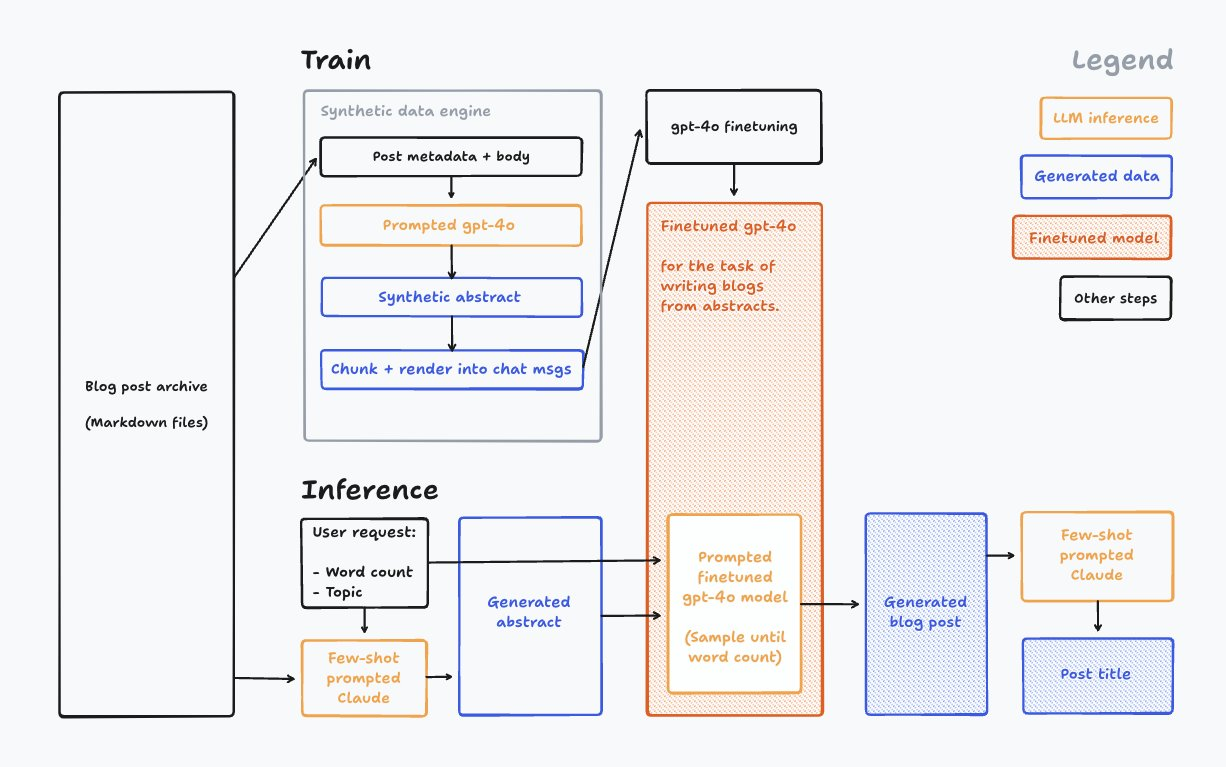 Train
Legend
Synthetic data engine
Post metadata + body
Prompted gpt-4o
Synthetic abstract
Chunk + render into chat msgs
gpt-4o finetuning
Finetuned gpt-4o
for the task of
writing blogs
from abstracts.
LLM inference
Generated data
Finetuned model
Other steps
Blog post archive
(Markdown files)
Inference
User request:
- Word count
- Topic
Few-shot
prompted
Claude
Generated
abstract
Prompted
finetuned
gpt-4o model
(Sample until
word count)
Generated
blog post
Few-shot
prompted
Claude
Post title